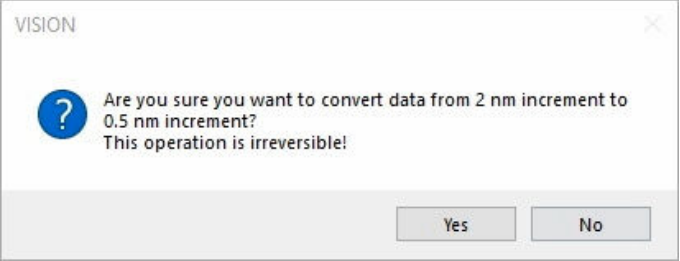 VISION
Are you sure you want to convert data from 2 nm increment to
0.5 nm increment?
This operation is irreversible!
Yes
No